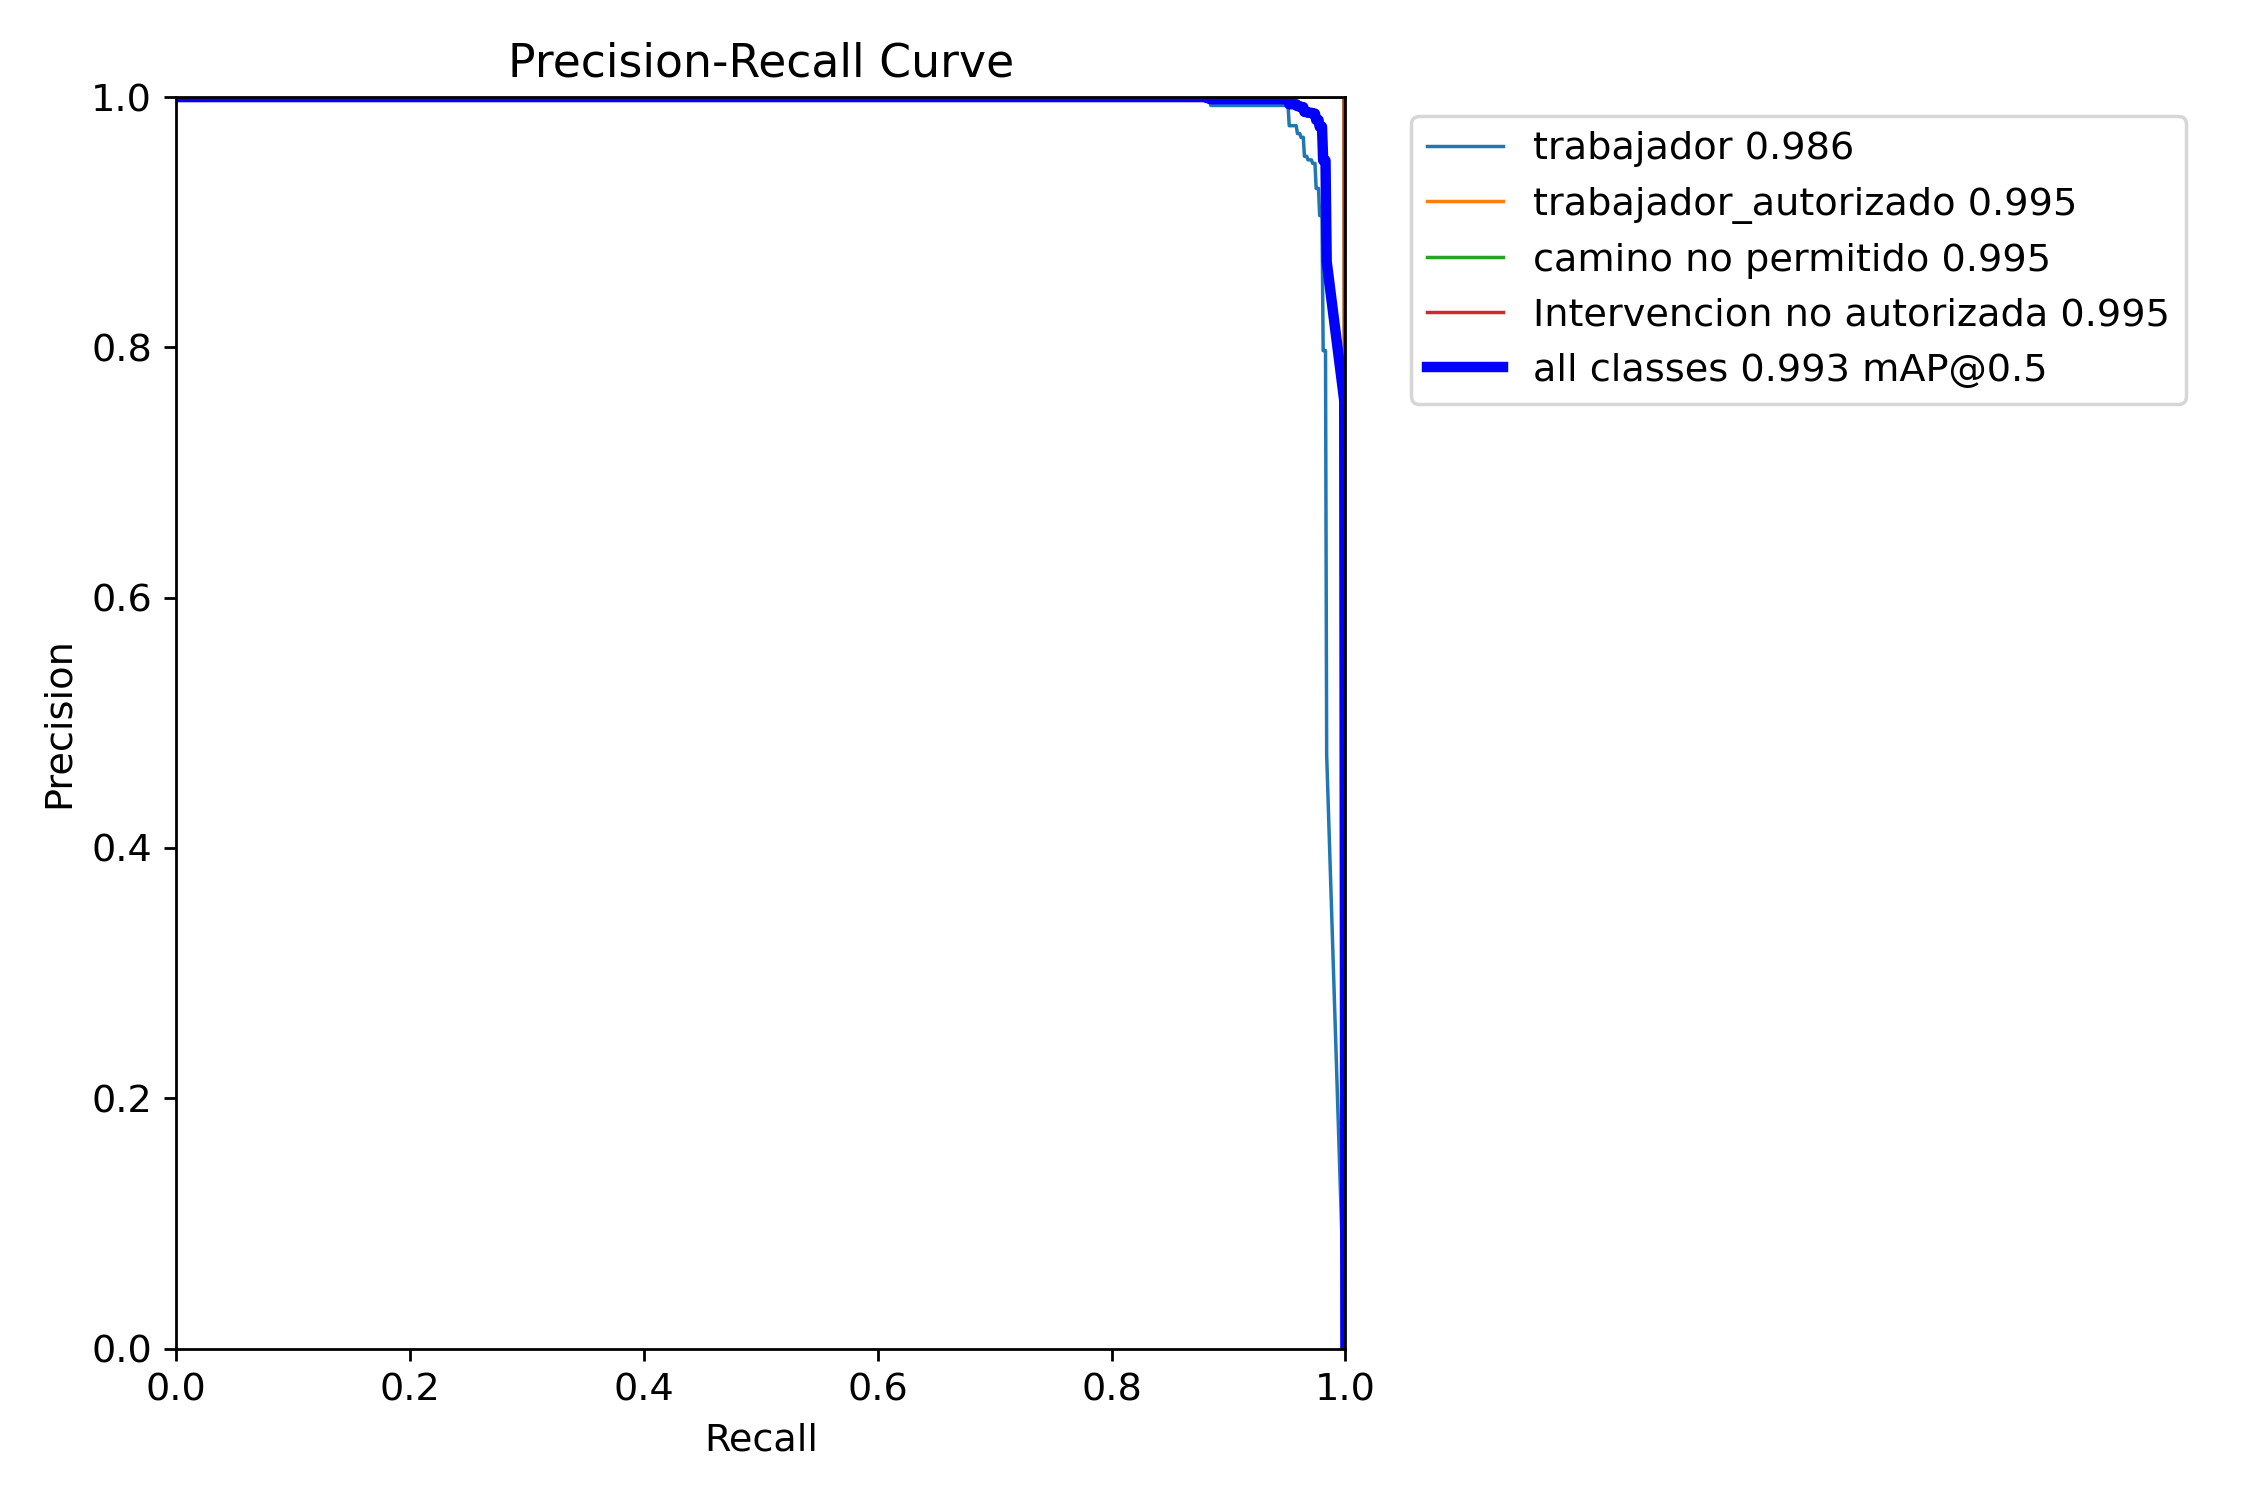 Precision-Recall Curve
1.0
0.8
0.6
0.4
0.2
0.0
Precision
0.0 0.2 0.4 0.6 0.8 1.0
Recall
trabajador 0.986
trabajador_autorizado 0.995
camino no permitido 0.995
Intervencion no autorizada 0.995
all classes 0.993 mAP@0.5